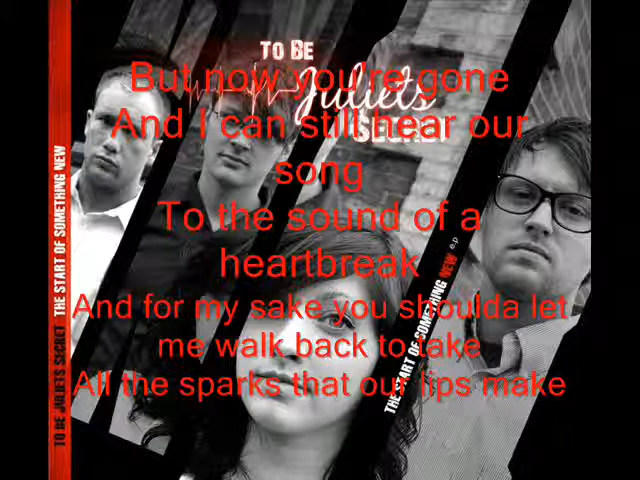 TO BE
Juliets
SECRET
But now you're gone
And I can still hear our
song
To the sound of a
heartbreak
And for my sake you shoulda let
me walk back to take
All the sparks that our lips make
THE START OF SOMETHING NEW e.p
TO BE JULIETS SECRET THE START OF SOMETHING NEW